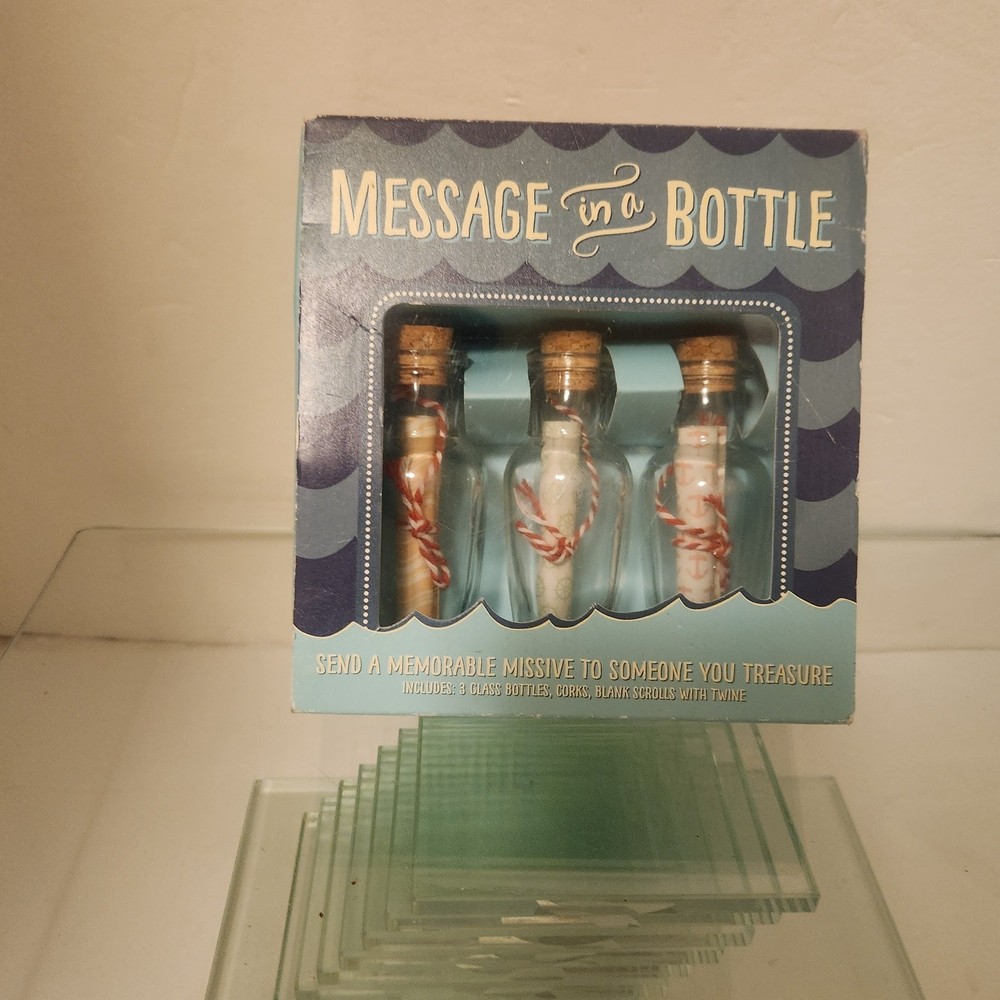 MESSAGE in a BOTTLE
SEND A MEMORABLE MISSIVE TO SOMEONE YOU TREASURE
INCLUDES: 3 GLASS BOTTLES, CORKS, BLANK SCROLLS WITH TWINE